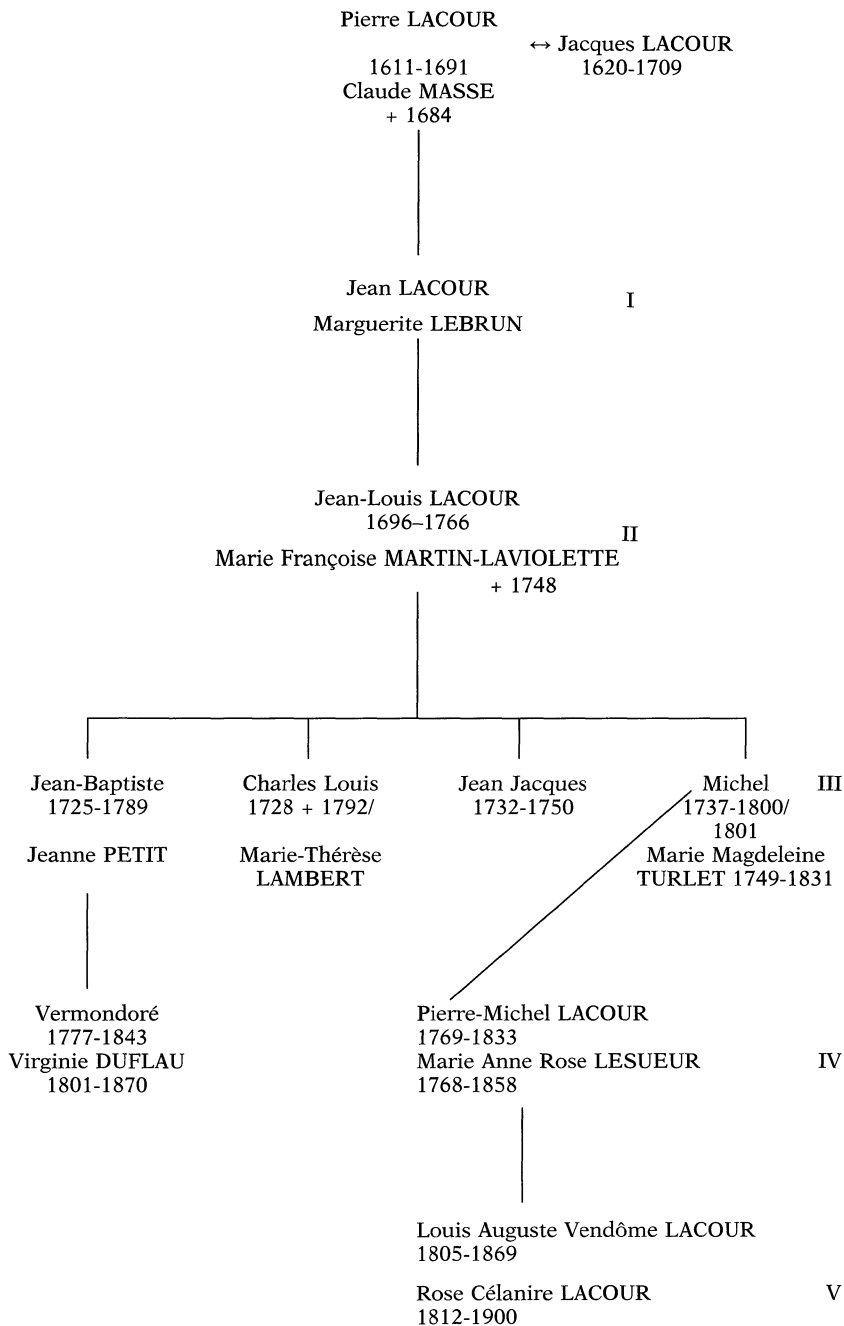 Pierre LACOUR
↔ Jacques LACOUR
1611-1691
1620-1709
Claude MASSE
+ 1684
Jean LACOUR
I
Marguerite LEBRUN
Jean-Louis LACOUR
1696–1766
II
Marie Françoise MARTIN-LAVIOLETTE
+ 1748
Jean-Baptiste
1725-1789
Jeanne PETIT
Charles Louis
1728 + 1792/
Marie-Thérèse
LAMBERT
Jean Jacques
1732-1750
Michel
III
1737-1800/
1801
Marie Magdeleine
TURLET 1749-1831
Vermondoré
1777-1843
Virginie DUFLAU
1801-1870
Pierre-Michel LACOUR
1769-1833
Marie Anne Rose LESUEUR
IV
1768-1858
Louis Auguste Vendôme LACOUR
1805-1869
Rose Célanire LACOUR
V
1812-1900